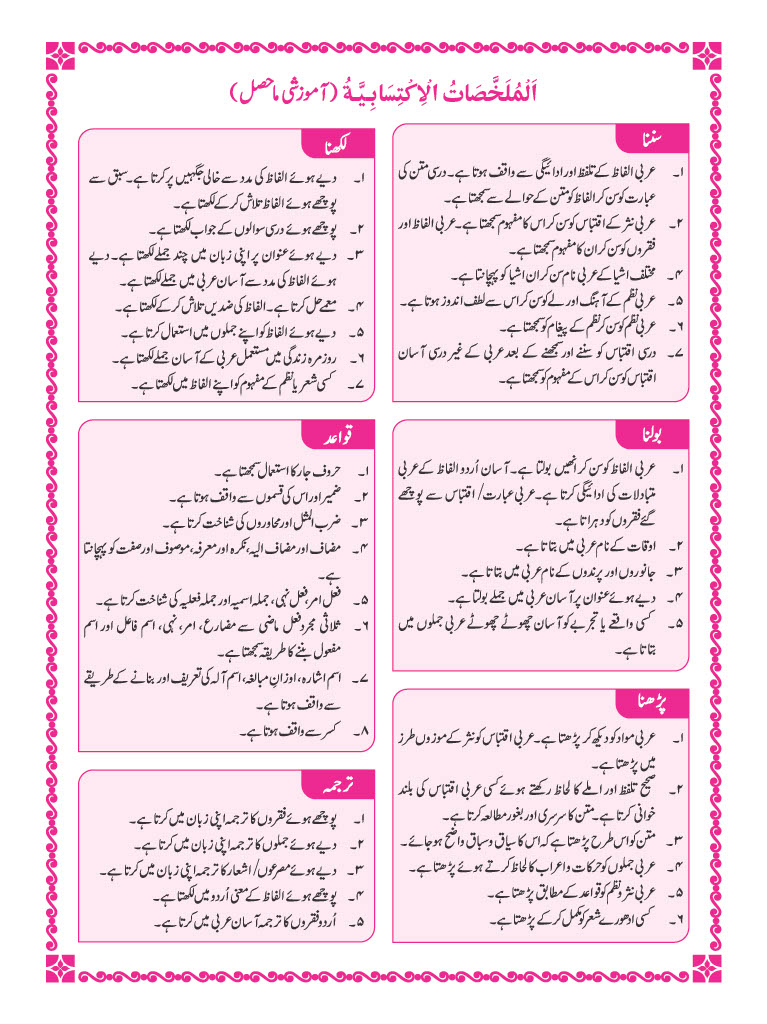 اَلْمُلَخَّصَاتُ الْاِكْتِسَابِيَّةُ (آموزشی ماحصل)
سننا
۱۔ عربی الفاظ کے تلفظ اور ادائیگی سے واقف ہوتا ہے۔ درسی متن کی
عبارت کو سن کر الفاظ کو متن کے حوالے سے سمجھتا ہے۔
۲۔ عربی نثر کے اقتباس کو سن کر اس کا مفہوم سمجھتا ہے۔ عربی الفاظ اور
فقروں کو سن کر ان کا مفہوم سمجھتا ہے۔
۴۔ مختلف اشیا کے عربی نام سن کر ان اشیا کو پہچانتا ہے۔
۵۔ عربی نظم کے آہنگ اور لے کو سن کر اس سے لطف اندوز ہوتا ہے۔
۶۔ عربی نظم کو سن کر نظم کے پیغام کو سمجھتا ہے۔
۷۔ درسی اقتباس کو سننے اور سمجھنے کے بعد عربی کے غیر درسی آسان
اقتباس کو سن کر اس کے مفہوم کو سمجھتا ہے۔
بولنا
۱۔ عربی الفاظ کو سن کر انھیں بولتا ہے۔ آسان اُردو الفاظ کے عربی
متبادلات کی ادائیگی کرتا ہے۔ عربی عبارت/ اقتباس سے پوچھے
گئے فقروں کو دہراتا ہے۔
۲۔ اوقات کے نام عربی میں بتاتا ہے۔
۳۔ جانوروں اور پرندوں کے نام عربی میں بتاتا ہے۔
۴۔ دیے ہوئے عنوان پر آسان عربی میں جملے بولتا ہے۔
۵۔ کسی واقعے یا تجربے کو آسان چھوٹے چھوٹے عربی جملوں میں
بتاتا ہے۔
پڑھنا
۱۔ عربی مواد کو دیکھ کر پڑھتا ہے۔ عربی اقتباس کو نثر کے موزوں طرز
میں پڑھتا ہے۔
۲۔ صحیح تلفظ اور املے کا لحاظ رکھتے ہوئے کسی عربی اقتباس کی بلند
خوانی کرتا ہے۔ متن کا سرسری اور بغور مطالعہ کرتا ہے۔
۳۔ متن کو اس طرح پڑھتا ہے کہ اس کا سیاق و سباق واضح ہو جائے۔
۴۔ عربی جملوں کو حرکات و اعراب کا لحاظ کرتے ہوئے پڑھتا ہے۔
۵۔ عربی نثر و نظم کو قواعد کے مطابق پڑھتا ہے۔
۶۔ کسی ادھورے شعر کو مکمل کر کے پڑھتا ہے۔
لکھنا
۱۔ دیے ہوئے الفاظ کی مدد سے خالی جگہیں پر کرتا ہے۔ سبق سے
پوچھے ہوئے الفاظ تلاش کر کے لکھتا ہے۔
۲۔ پوچھے ہوئے درسی سوالوں کے جواب لکھتا ہے۔
۳۔ دیے ہوئے عنوان پر اپنی زبان میں چند جملے لکھتا ہے۔ دیے
ہوئے الفاظ کی مدد سے آسان عربی میں جملے لکھتا ہے۔
۴۔ معمے حل کرتا ہے۔ الفاظ کی ضدیں تلاش کر کے لکھتا ہے۔
۵۔ دیے ہوئے الفاظ کو اپنے جملوں میں استعمال کرتا ہے۔
۶۔ روزمرہ زندگی میں مستعمل عربی کے آسان جملے لکھتا ہے۔
۷۔ کسی شعر یا نظم کے مفہوم کو اپنے الفاظ میں لکھتا ہے۔
قواعد
۱۔ حروف جار کا استعمال سمجھتا ہے۔
۲۔ ضمیر اور اس کی قسموں سے واقف ہوتا ہے۔
۳۔ ضرب المثل اور محاوروں کی شناخت کرتا ہے۔
۴۔ مضاف اور مضاف الیہ، نکرہ اور معرفہ، موصوف اور صفت کو پہچانتا
ہے۔
۵۔ فعل امر، فعل نہی، جملہ اسمیہ اور جملہ فعلیہ کی شناخت کرتا ہے۔
۶۔ ثلاثی مجرد فعل ماضی سے مضارع، امر، نہی، اسم فاعل اور اسم
مفعول بننے کا طریقہ سمجھتا ہے۔
۷۔ اسم اشارہ، اوزانِ مبالغہ، اسم آلہ کی تعریف اور بنانے کے طریقے
سے واقف ہوتا ہے۔
۸۔ کسر سے واقف ہوتا ہے۔
ترجمہ
۱۔ پوچھے ہوئے فقروں کا ترجمہ اپنی زبان میں کرتا ہے۔
۲۔ دیے ہوئے جملوں کا ترجمہ اپنی زبان میں کرتا ہے۔
۳۔ دیے ہوئے مصرعوں/ اشعار کا ترجمہ اپنی زبان میں کرتا ہے۔
۴۔ پوچھے ہوئے الفاظ کے معنی اُردو میں لکھتا ہے۔
۵۔ اُردو فقروں کا ترجمہ آسان عربی میں کرتا ہے۔